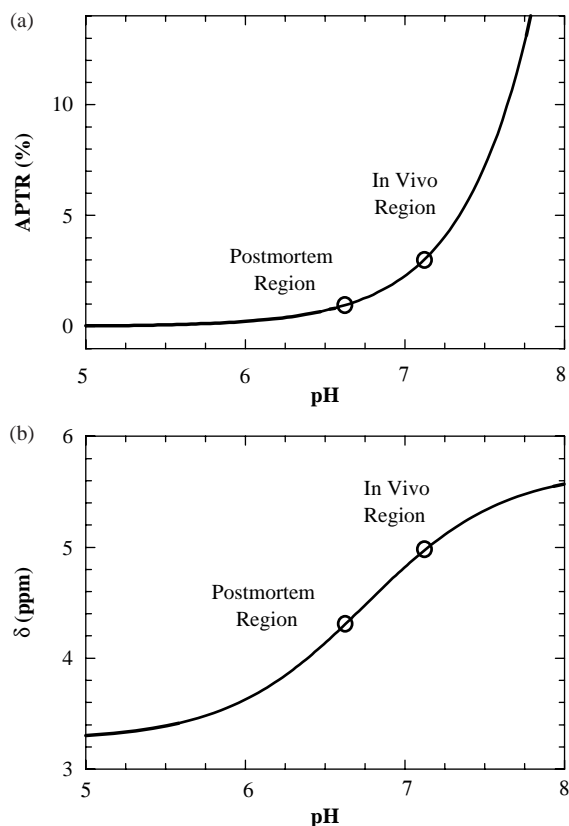 (a)
10
5
0
APTR (%)
In Vivo
Region
Postmortem
Region
5 6 7 8
pH
(b)
6
5
4
3
δ (ppm)
In Vivo
Region
Postmortem
Region
5 6 7 8
pH